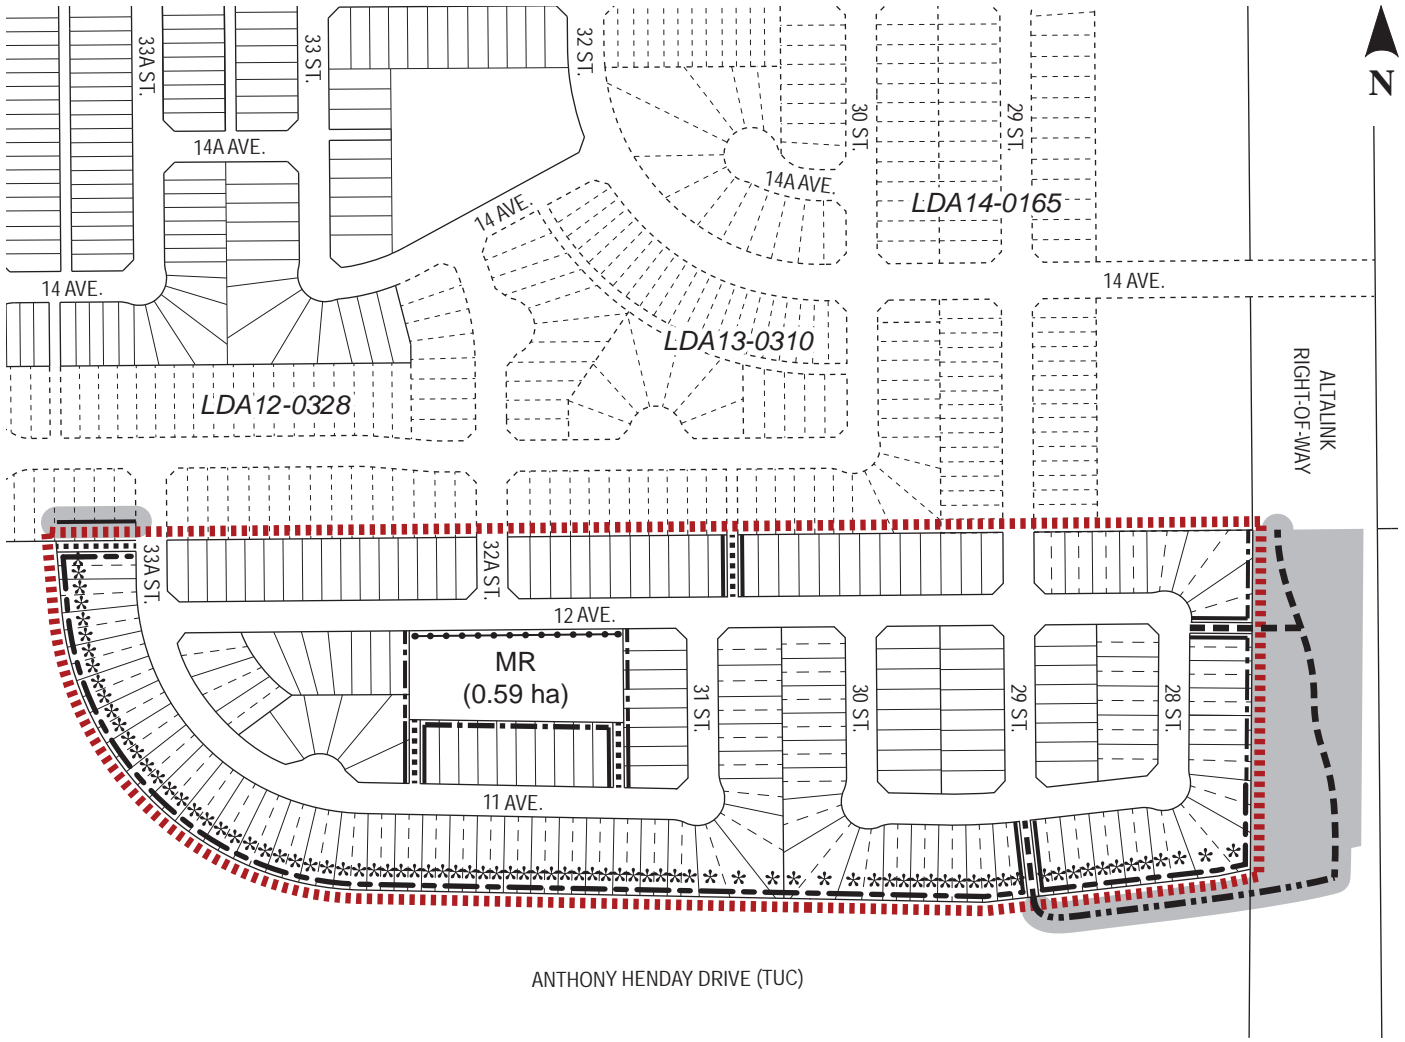 33A ST.
33 ST.
32 ST.
N
30 ST.
29 ST.
14A AVE.
14A AVE.
LDA14-0165
14 AVE.
14 AVE.
14 AVE.
LDA13-0310
ALTALINK
RIGHT-OF-WAY
LDA12-0328
33A ST.
32A ST.
12 AVE.
MR
(0.59 ha)
31 ST.
30 ST.
29 ST.
28 ST.
11 AVE.
ANTHONY HENDAY DRIVE (TUC)